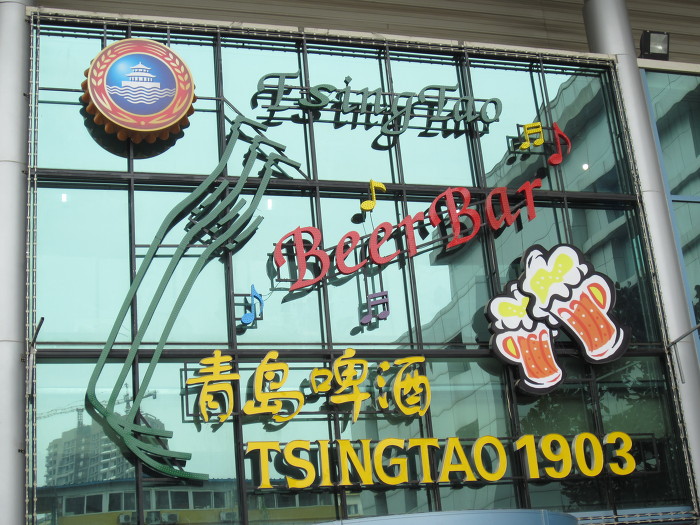 TsingTao
BeerBar
青岛啤酒
TSINGTAO 1903